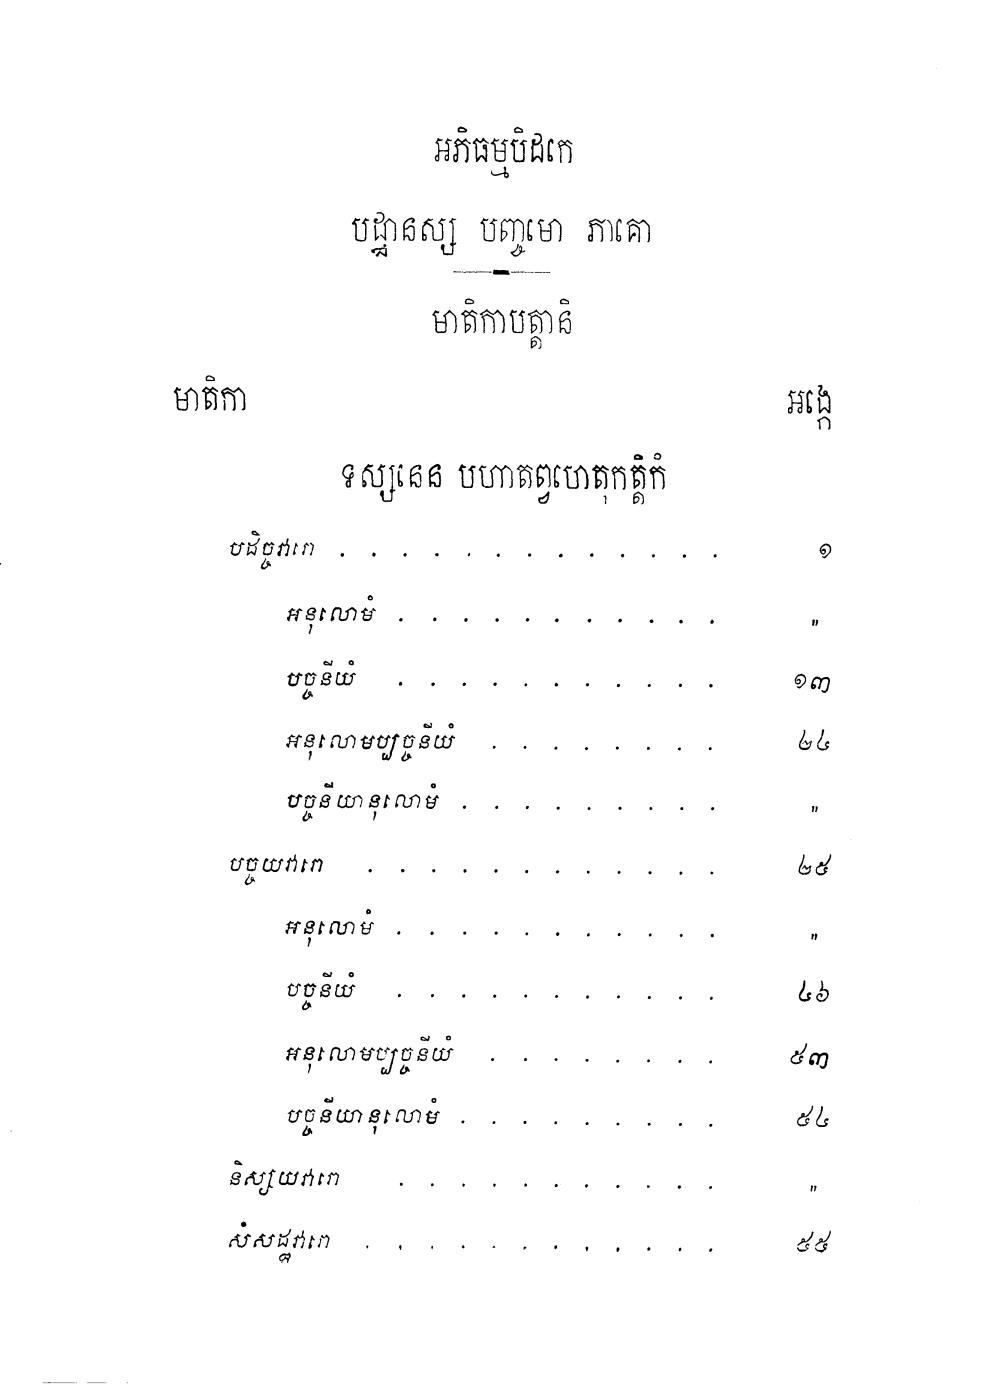 អភិធម្មបិដកេ
បដ្ឋានស្ស បញ្ចមោ ភាគោ
មាតិកាបត្តានិ
មាតិកា អង្កេ
ទស្សនេន បហាតព្វហេតុកត្តិកំ
បដិច្ចវារេ . . . . . . . . . . . . . ១
អនុលោមំ . . . . . . . . . . . "
បច្ចនីយំ . . . . . . . . . . . ១៣
អនុលោមប្បច្ចនីយំ . . . . . . . . ២៤
បច្ចនីយានុលោមំ . . . . . . . . . "
បច្ចយវារេ . . . . . . . . . . . . ២៥
អនុលោមំ . . . . . . . . . . . "
បច្ចនីយំ . . . . . . . . . . . ៤៦
អនុលោមប្បច្ចនីយំ . . . . . . . . ៥៣
បច្ចនីយានុលោមំ . . . . . . . . . ៥៤
និស្សយវារេ . . . . . . . . . . . "
សំសដ្ឋវារេ . . . . . . . . . . . . ៥៥